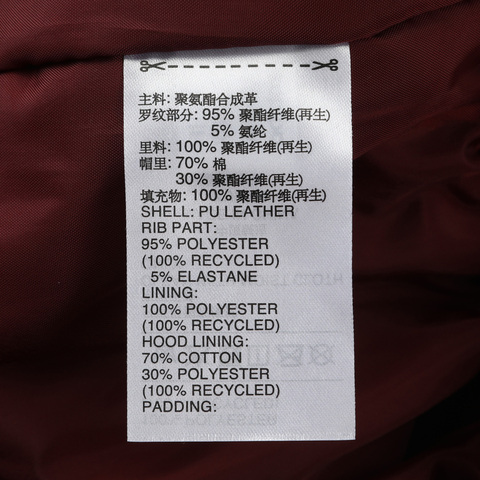 主料: 聚氨酯合成革
罗纹部分: 95% 聚酯纤维(再生)
5% 氨纶
里料: 100% 聚酯纤维(再生)
帽里: 70% 棉
30% 聚酯纤维(再生)
填充物: 100% 聚酯纤维(再生)
SHELL: PU LEATHER
RIB PART:
95% POLYESTER
(100% RECYCLED)
5% ELASTANE
LINING:
100% POLYESTER
(100% RECYCLED)
HOOD LINING:
70% COTTON
30% POLYESTER
(100% RECYCLED)
PADDING: